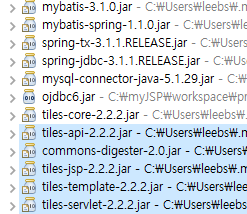 mybatis-3.1.0.jar - C:₩Users₩leebs₩
mybatis-spring-1.1.0.jar - C:₩Users
spring-tx-3.1.1.RELEASE.jar - C:₩U
spring-jdbc-3.1.1.RELEASE.jar - C:₩
mysql-connector-java-5.1.29.jar - C
ojdbc6.jar - C:₩myJSP₩workspace₩pr
tiles-core-2.2.2.jar - C:₩Users₩leeb
tiles-api-2.2.2.jar - C:₩Users₩leebs₩.m
commons-digester-2.0.jar - C:₩Users₩
tiles-jsp-2.2.2.jar - C:₩Users₩leebs₩.m
tiles-template-2.2.2.jar - C:₩Users₩lee
tiles-servlet-2.2.2.jar - C:₩Users₩leebs